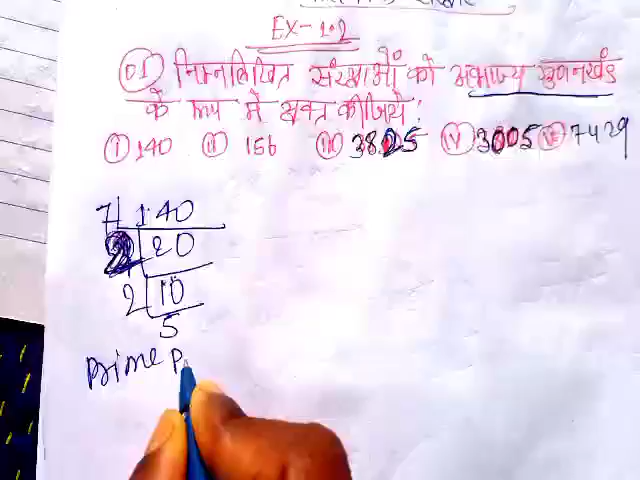 EX-1.2
01 निम्नलिखित संख्याओं को अभाज्य गुणनखंड
के रूप में व्यक्त कीजिये :
(i) 140 (ii) 156 (iii) 3825 (iv) 3005 (v) 7429
7 140
2 20
2 10
5
Prime P